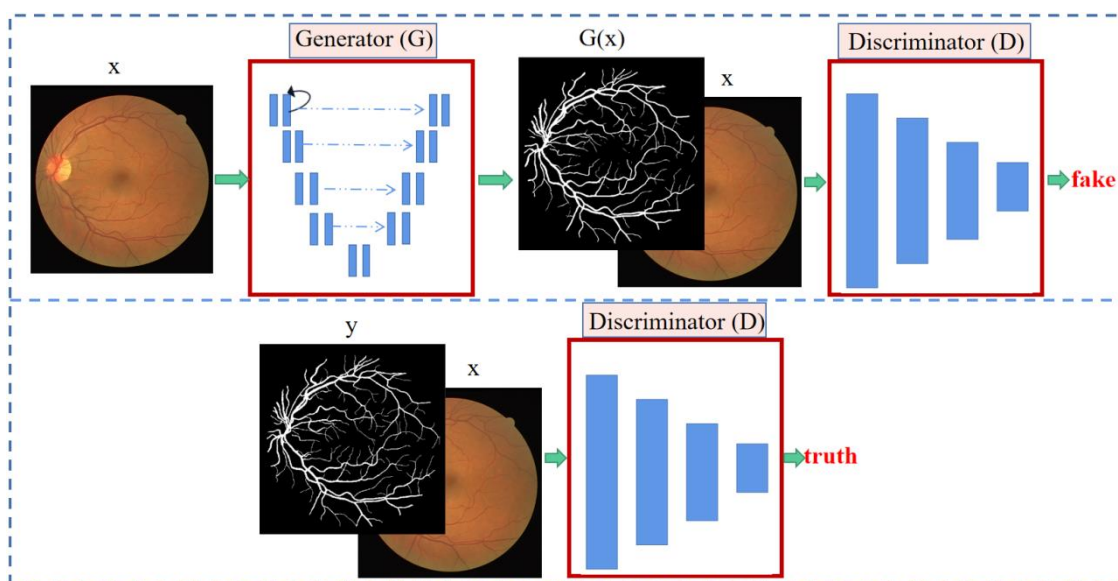 Generator (G)
G(x)
Discriminator (D)
x
x
fake
Discriminator (D)
y
x
truth